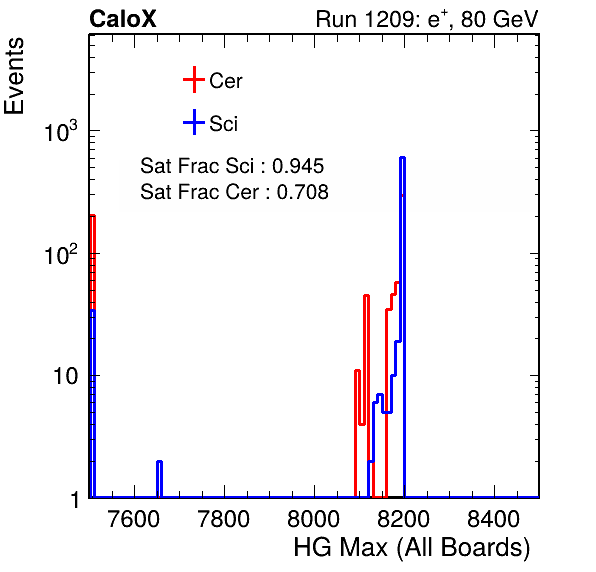 CaloX Run 1209: e⁺, 80 GeV
Events
Cer
Sci
Sat Frac Sci : 0.945
Sat Frac Cer : 0.708
10³
10²
10
1
7600 7800 8000 8200 8400
HG Max (All Boards)